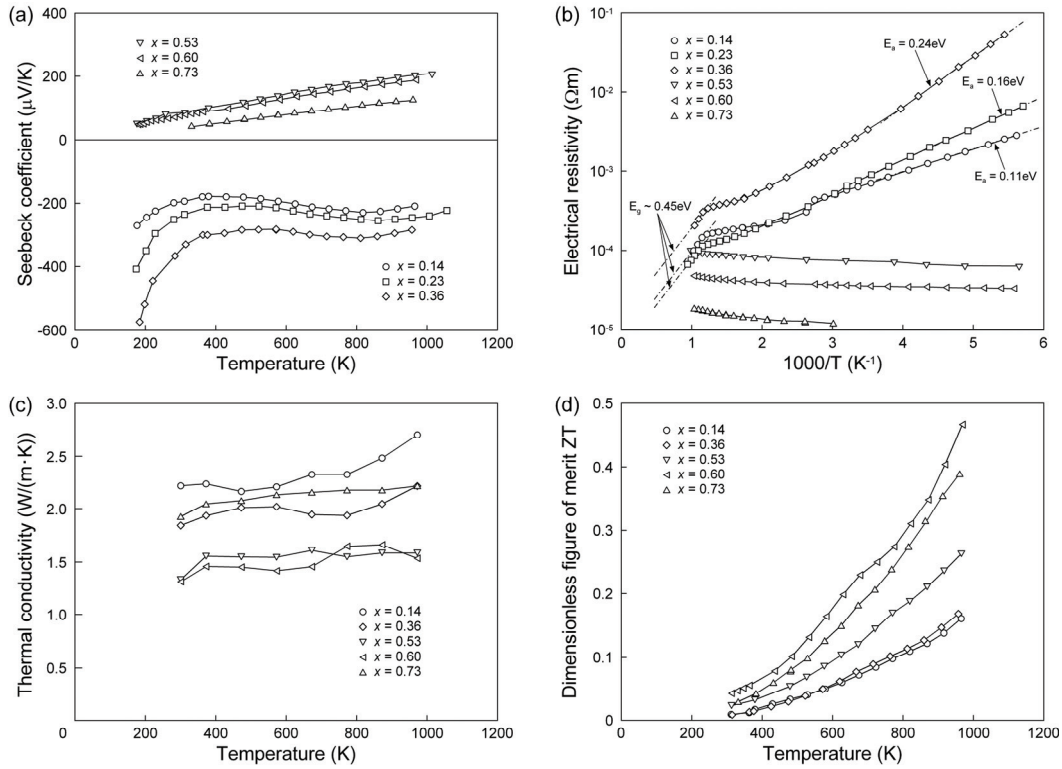 (a)
400
200
0
-200
-400
-600
Seebeck coefficient (μV/K)
x = 0.53
x = 0.60
x = 0.73
x = 0.14
x = 0.23
x = 0.36
0 200 400 600 800 1000 1200
Temperature (K)
(b)
10⁻¹
10⁻²
10⁻³
10⁻⁴
10⁻⁵
Electrical resistivity (Ωm)
x = 0.14
x = 0.23
x = 0.36
x = 0.53
x = 0.60
x = 0.73
Eₐ = 0.24eV
Eₐ = 0.16eV
Eₐ = 0.11eV
E_g ~ 0.45eV
0 1 2 3 4 5 6
1000/T (K⁻¹)
(c)
3.0
2.5
2.0
1.5
1.0
0.5
0
Thermal conductivity (W/(m·K))
x = 0.14
x = 0.36
x = 0.53
x = 0.60
x = 0.73
0 200 400 600 800 1000 1200
Temperature (K)
(d)
0.5
0.4
0.3
0.2
0.1
0
Dimensionless figure of merit ZT
x = 0.14
x = 0.36
x = 0.53
x = 0.60
x = 0.73
0 200 400 600 800 1000 1200
Temperature (K)